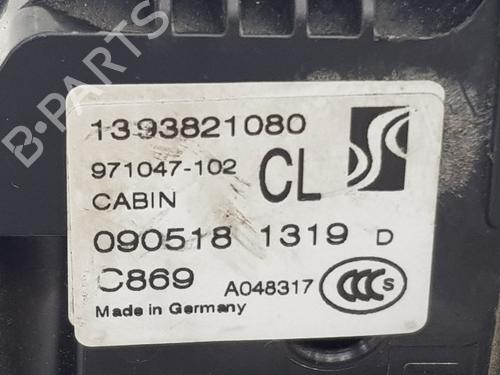 B-PARTS
1393821080
971047-102
CL
CABIN
090518 1319 D
C869 A048317
CCC S
Made in Germany